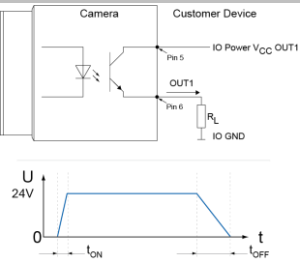 Camera
Customer Device
IO Power VCC OUT1
Pin 5
OUT1
Pin 6
RL
IO GND
U
24V
0
t
tON
tOFF